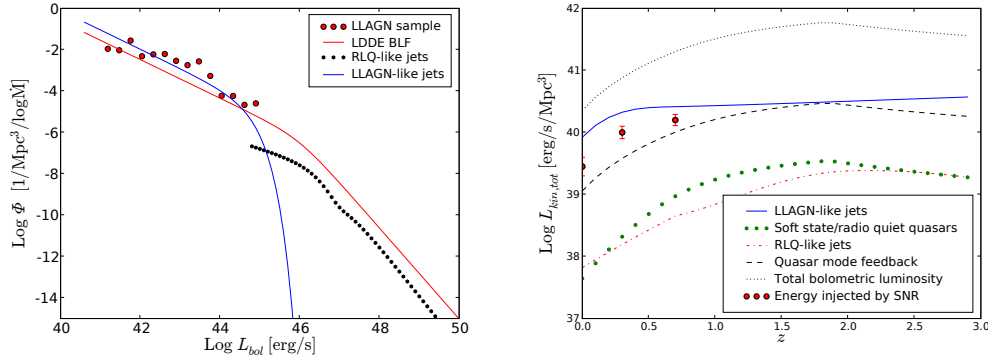 Log Φ [1/Mpc³/logṀ]
0
-2
-4
-6
-8
-10
-12
-14
LLAGN sample
LDDE BLF
RLQ-like jets
LLAGN-like jets
40 42 44 46 48 50
Log L_bol [erg/s]
Log L_kin,tot [erg/s/Mpc³]
42
41
40
39
38
37
LLAGN-like jets
Soft state/radio quiet quasars
RLQ-like jets
Quasar mode feedback
Total bolometric luminosity
Energy injected by SNR
0.0 0.5 1.0 1.5 2.0 2.5 3.0
z